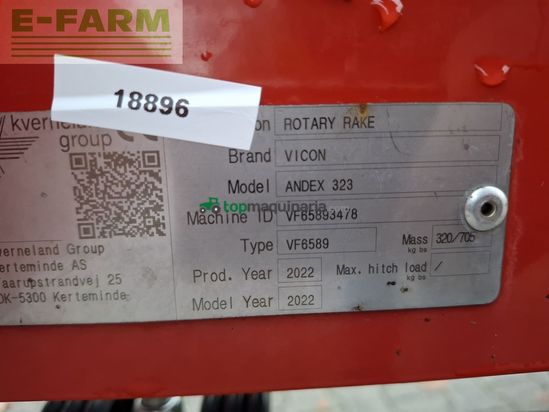 E-FARM
18896
kverneland
group
ROTARY RAKE
Brand VICON
Model ANDEX 323
topmaquinaria
Machine ID VF65893478
Type VF6589 Mass kg 320/705 lbs
Prod. Year 2022 Max. hitch load kg /
Model Year 2022
Kverneland Group
Kerteminde AS
Taarupstrandvej 25
DK-5300 Kerteminde